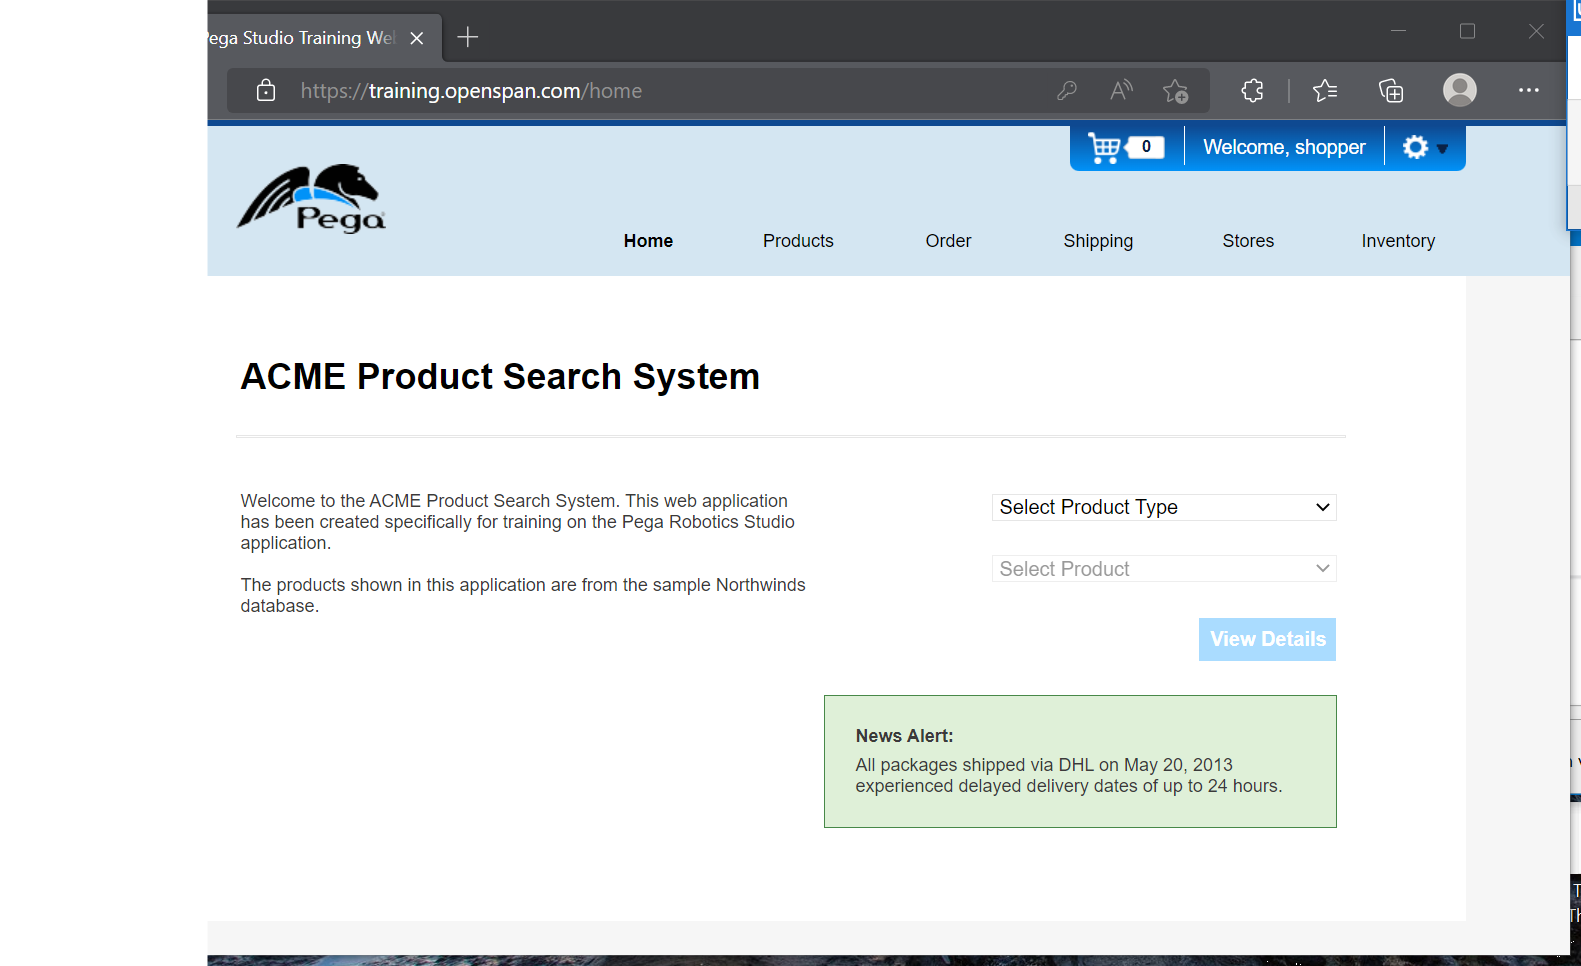 Pega Studio Training Web
https://training.openspan.com/home
0
Welcome, shopper
Pega
Home
Products
Order
Shipping
Stores
Inventory
ACME Product Search System
Welcome to the ACME Product Search System. This web application
has been created specifically for training on the Pega Robotics Studio
application.
The products shown in this application are from the sample Northwinds
database.
Select Product Type
Select Product
View Details
News Alert:
All packages shipped via DHL on May 20, 2013
experienced delayed delivery dates of up to 24 hours.